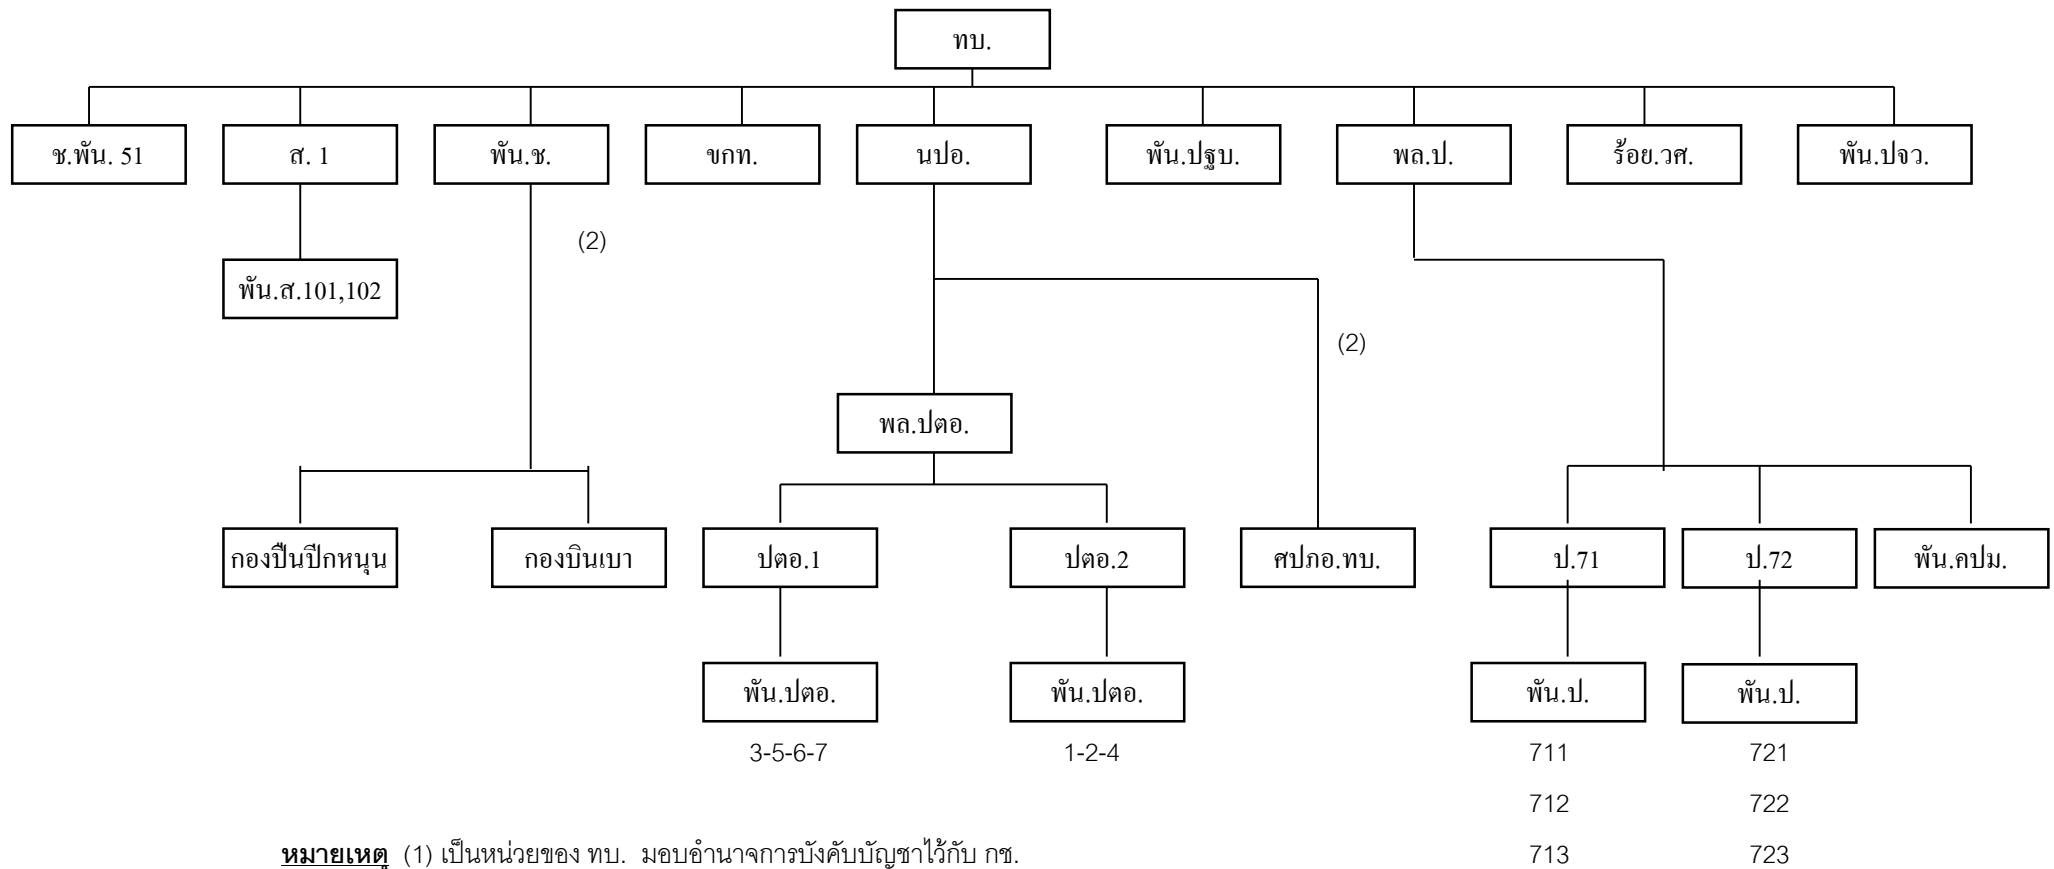 ทบ.
ช.พัน. 51 ส. 1 พัน.ช. ขกท. นปอ. พัน.ปฐบ. พล.ป. ร้อย.วศ. พัน.ปจว.
(2)
พัน.ส.101,102
(2)
พล.ปตอ.
กองปืนปีกหนุน กองบินเบา ปตอ.1 ปตอ.2 ศปภอ.ทบ. ป.71 ป.72 พัน.คปม.
พัน.ปตอ. พัน.ปตอ. พัน.ป. พัน.ป.
3-5-6-7 1-2-4 711 721
712 722
หมายเหตุ (1) เป็นหน่วยของ ทบ. มอบอำนาจการบังคับบัญชาไว้กับ กช. 713 723